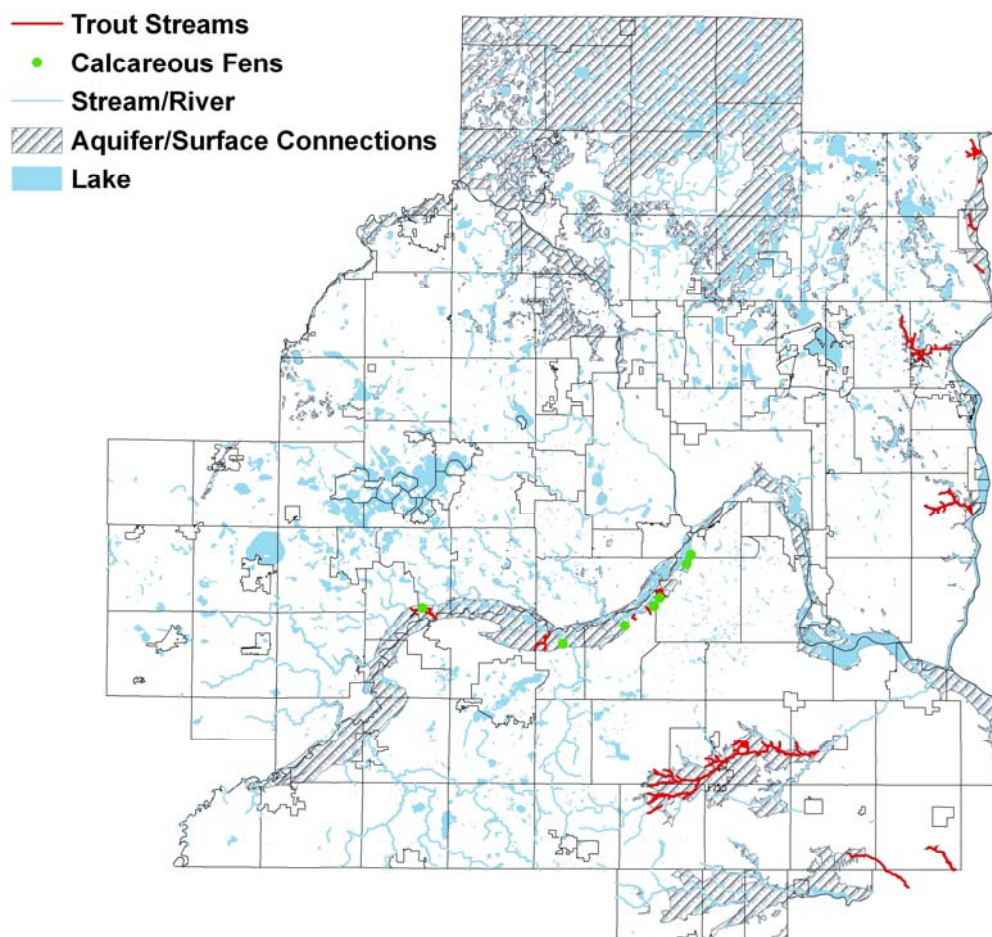 Trout Streams
Calcareous Fens
Stream/River
Aquifer/Surface Connections
Lake